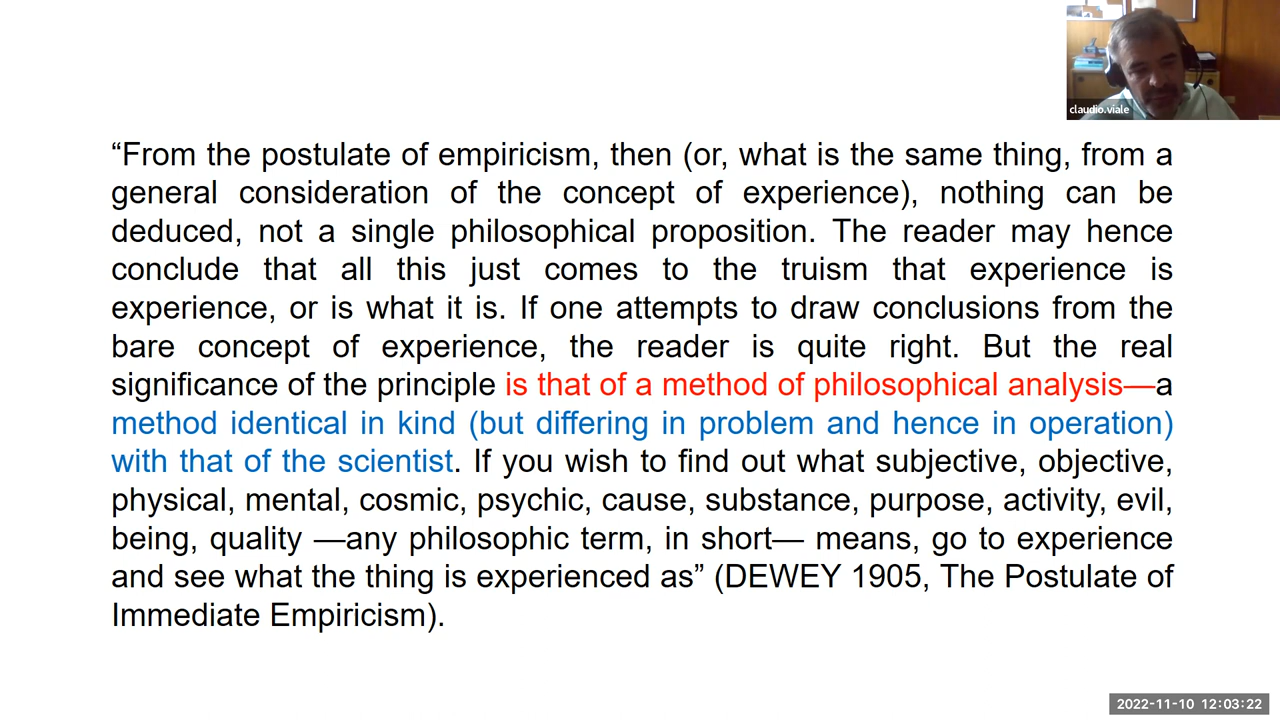 claudio.viale
“From the postulate of empiricism, then (or, what is the same thing, from a
general consideration of the concept of experience), nothing can be
deduced, not a single philosophical proposition. The reader may hence
conclude that all this just comes to the truism that experience is
experience, or is what it is. If one attempts to draw conclusions from the
bare concept of experience, the reader is quite right. But the real
significance of the principle is that of a method of philosophical analysis—a
method identical in kind (but differing in problem and hence in operation)
with that of the scientist. If you wish to find out what subjective, objective,
physical, mental, cosmic, psychic, cause, substance, purpose, activity, evil,
being, quality —any philosophic term, in short— means, go to experience
and see what the thing is experienced as” (DEWEY 1905, The Postulate of
Immediate Empiricism).
2022-11-10 12:03:22